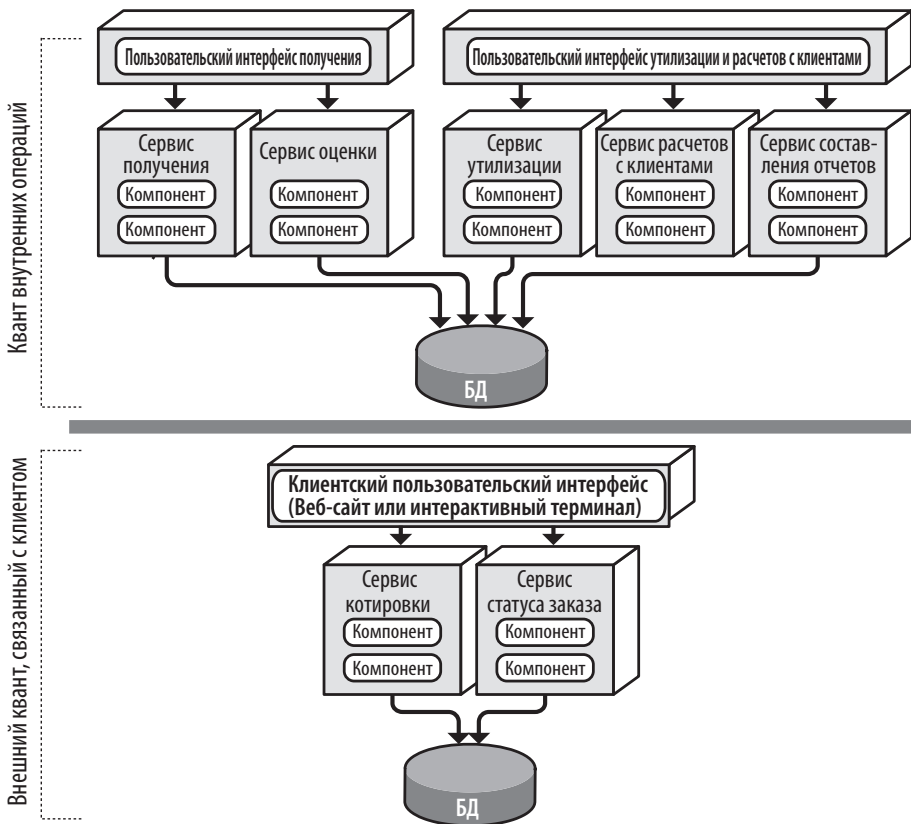 Квант внутренних операций
Пользовательский интерфейс получения
Пользовательский интерфейс утилизации и расчетов с клиентами
Сервис
получения
Компонент
Компонент
Сервис оценки
Компонент
Компонент
Сервис
утилизации
Компонент
Компонент
Сервис расчетов
с клиентами
Компонент
Компонент
Сервис состав-
ления отчетов
Компонент
Компонент
БД
Внешний квант, связанный с клиентом
Клиентский пользовательский интерфейс
(Веб-сайт или интерактивный терминал)
Сервис
котировки
Компонент
Компонент
Сервис
статуса заказа
Компонент
Компонент
БД